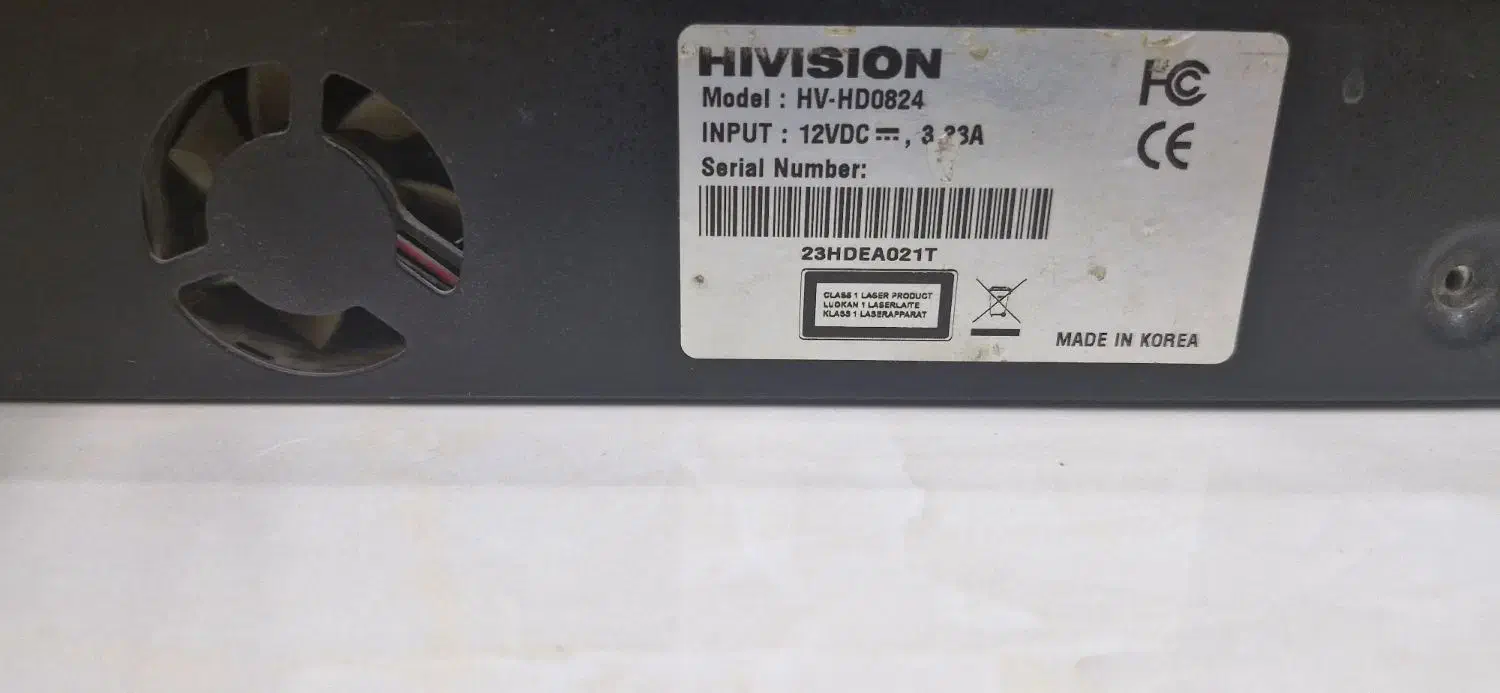 HIVISION
FC
Model : HV-HD0824
CE
INPUT : 12VDC ⎓,
Serial Number:
23HDEA021T
CLASS 1 LASER PRODUCT
LUOKAN 1 LASERLAITE
KLASS 1 LASERAPPARAT
MADE IN KOREA